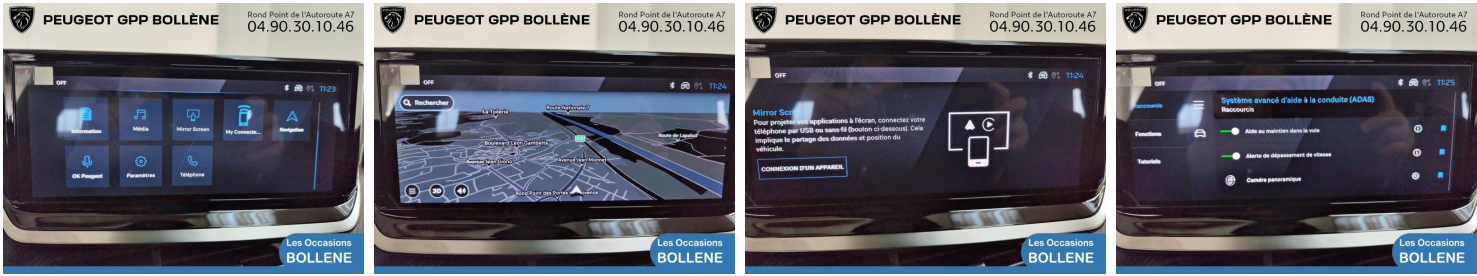 PEUGEOT GPP BOLLÈNE
Rond Point de l'Autoroute A7
04.90.30.10.46
OFF
11:23
Information
Média
Mirror Screen
My Connecte...
Navigation
OK Peugeot
Paramètres
Téléphone
Les Occasions
BOLLENE
PEUGEOT GPP BOLLÈNE
Rond Point de l'Autoroute A7
04.90.30.10.46
OFF
11:24
Rechercher
La Tuilerie
Route Nationale 7
Route de Lapalud
Boulevard Léon Gambetta
Avenue Jean Giono
Avenue Jean Monnet
Rond-Point des Portes
2D
Les Occasions
BOLLENE
PEUGEOT GPP BOLLÈNE
Rond Point de l'Autoroute A7
04.90.30.10.46
OFF
11:24
Mirror Scr
Pour projeter vos applications à l'écran, connectez votre
téléphone par USB ou sans-fil (bouton ci-dessous). Cela
implique le partage des données et position du
véhicule.
CONNEXION D'UN APPAREIL
Les Occasions
BOLLENE
PEUGEOT GPP BOLLÈNE
Rond Point de l'Autoroute A7
04.90.30.10.46
OFF
11:25
Raccourcis
Système avancé d'aide à la conduite (ADAS)
Raccourcis
Fonctions
Aide au maintien dans la voie
Tutoriels
Alerte de dépassement de vitesse
Caméra panoramique
Les Occasions
BOLLENE